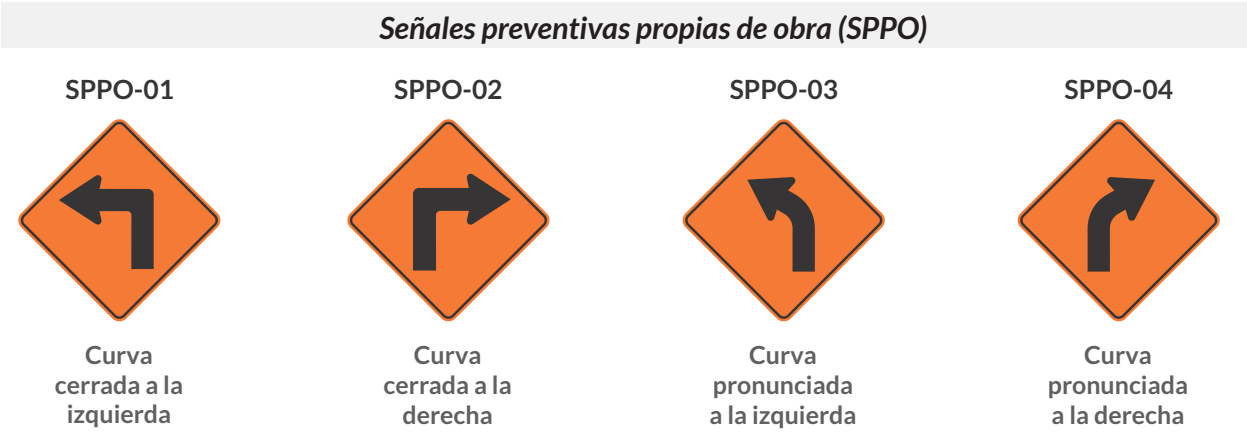 Señales preventivas propias de obra (SPPO)
SPPO-01
SPPO-02
SPPO-03
SPPO-04
Curva
cerrada a la
izquierda
Curva
cerrada a la
derecha
Curva
pronunciada
a la izquierda
Curva
pronunciada
a la derecha